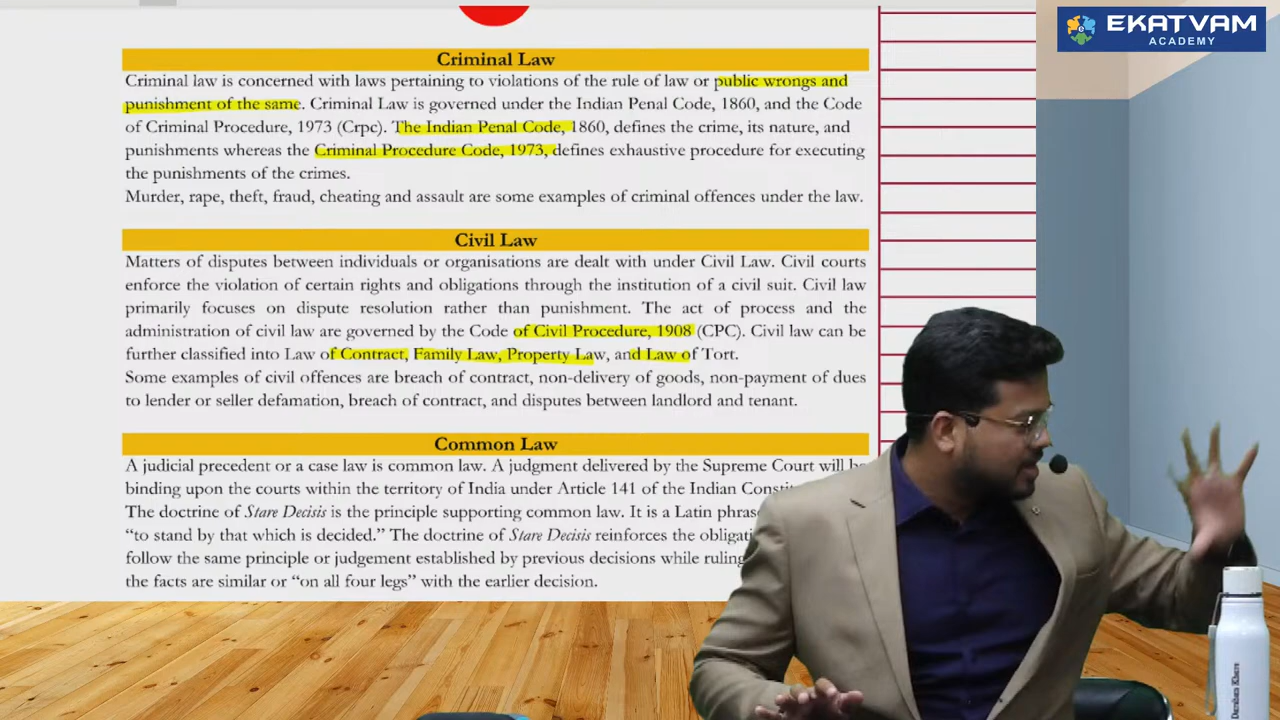 EKATVAM
ACADEMY
Criminal Law
Criminal law is concerned with laws pertaining to violations of the rule of law or public wrongs and
punishment of the same. Criminal Law is governed under the Indian Penal Code, 1860, and the Code
of Criminal Procedure, 1973 (Crpc). The Indian Penal Code, 1860, defines the crime, its nature, and
punishments whereas the Criminal Procedure Code, 1973, defines exhaustive procedure for executing
the punishments of the crimes.
Murder, rape, theft, fraud, cheating and assault are some examples of criminal offences under the law.
Civil Law
Matters of disputes between individuals or organisations are dealt with under Civil Law. Civil courts
enforce the violation of certain rights and obligations through the institution of a civil suit. Civil law
primarily focuses on dispute resolution rather than punishment. The act of process and the
administration of civil law are governed by the Code of Civil Procedure, 1908 (CPC). Civil law can be
further classified into Law of Contract, Family Law, Property Law, and Law of Tort.
Some examples of civil offences are breach of contract, non-delivery of goods, non-payment of dues
to lender or seller defamation, breach of contract, and disputes between landlord and tenant.
Common Law
A judicial precedent or a case law is common law. A judgment delivered by the Supreme Court will be
binding upon the courts within the territory of India under Article 141 of the Indian
The doctrine of Stare Decisis is the principle supporting common law. It is a Latin
"to stand by that which is decided." The doctrine of Stare Decisis reinforces the
follow the same principle or judgement established by previous decisions while ruling
the facts are similar or "on all four legs" with the earlier decision.